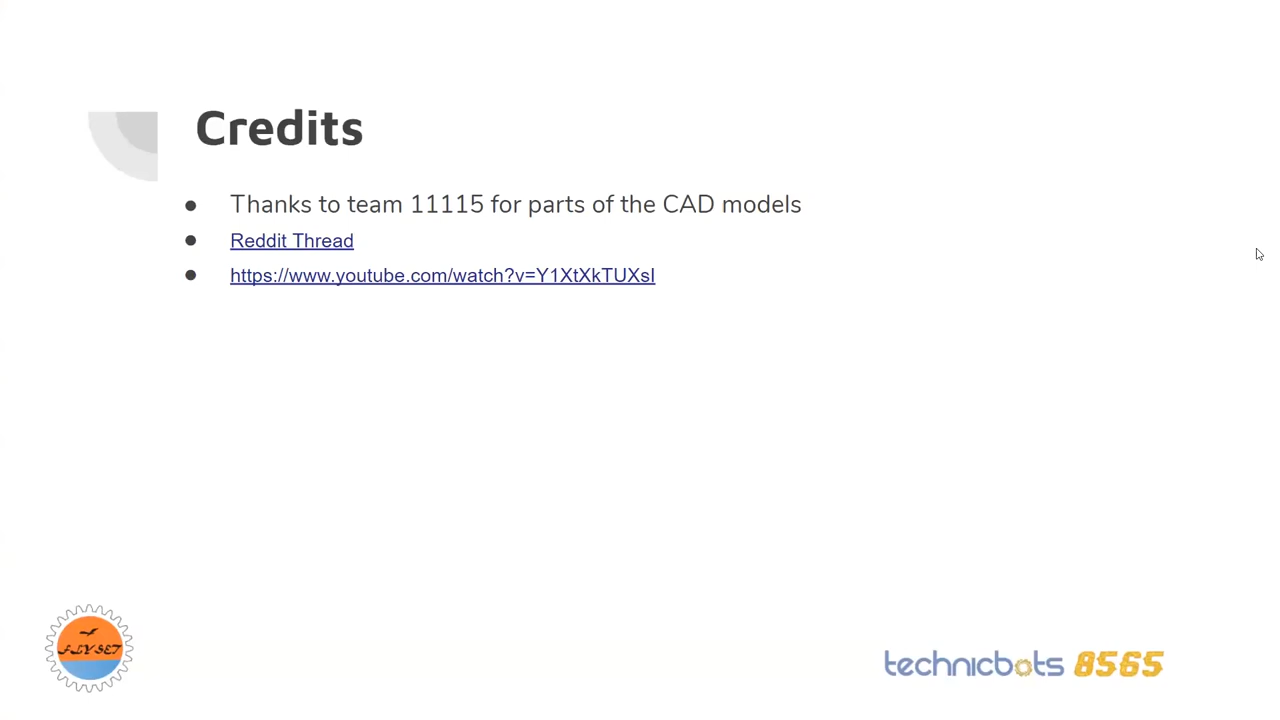 Credits
● Thanks to team 11115 for parts of the CAD models
● Reddit Thread
● https://www.youtube.com/watch?v=Y1XtXkTUXsI
FLYSET
technicbots 8565